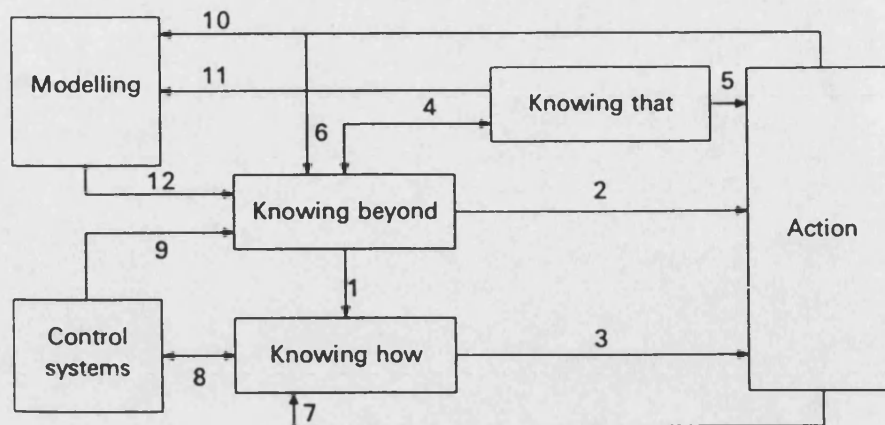 10
Modelling
11
Knowing that
5
4
6
12
Knowing beyond
2
Action
9
1
Control
systems
8
Knowing how
3
7